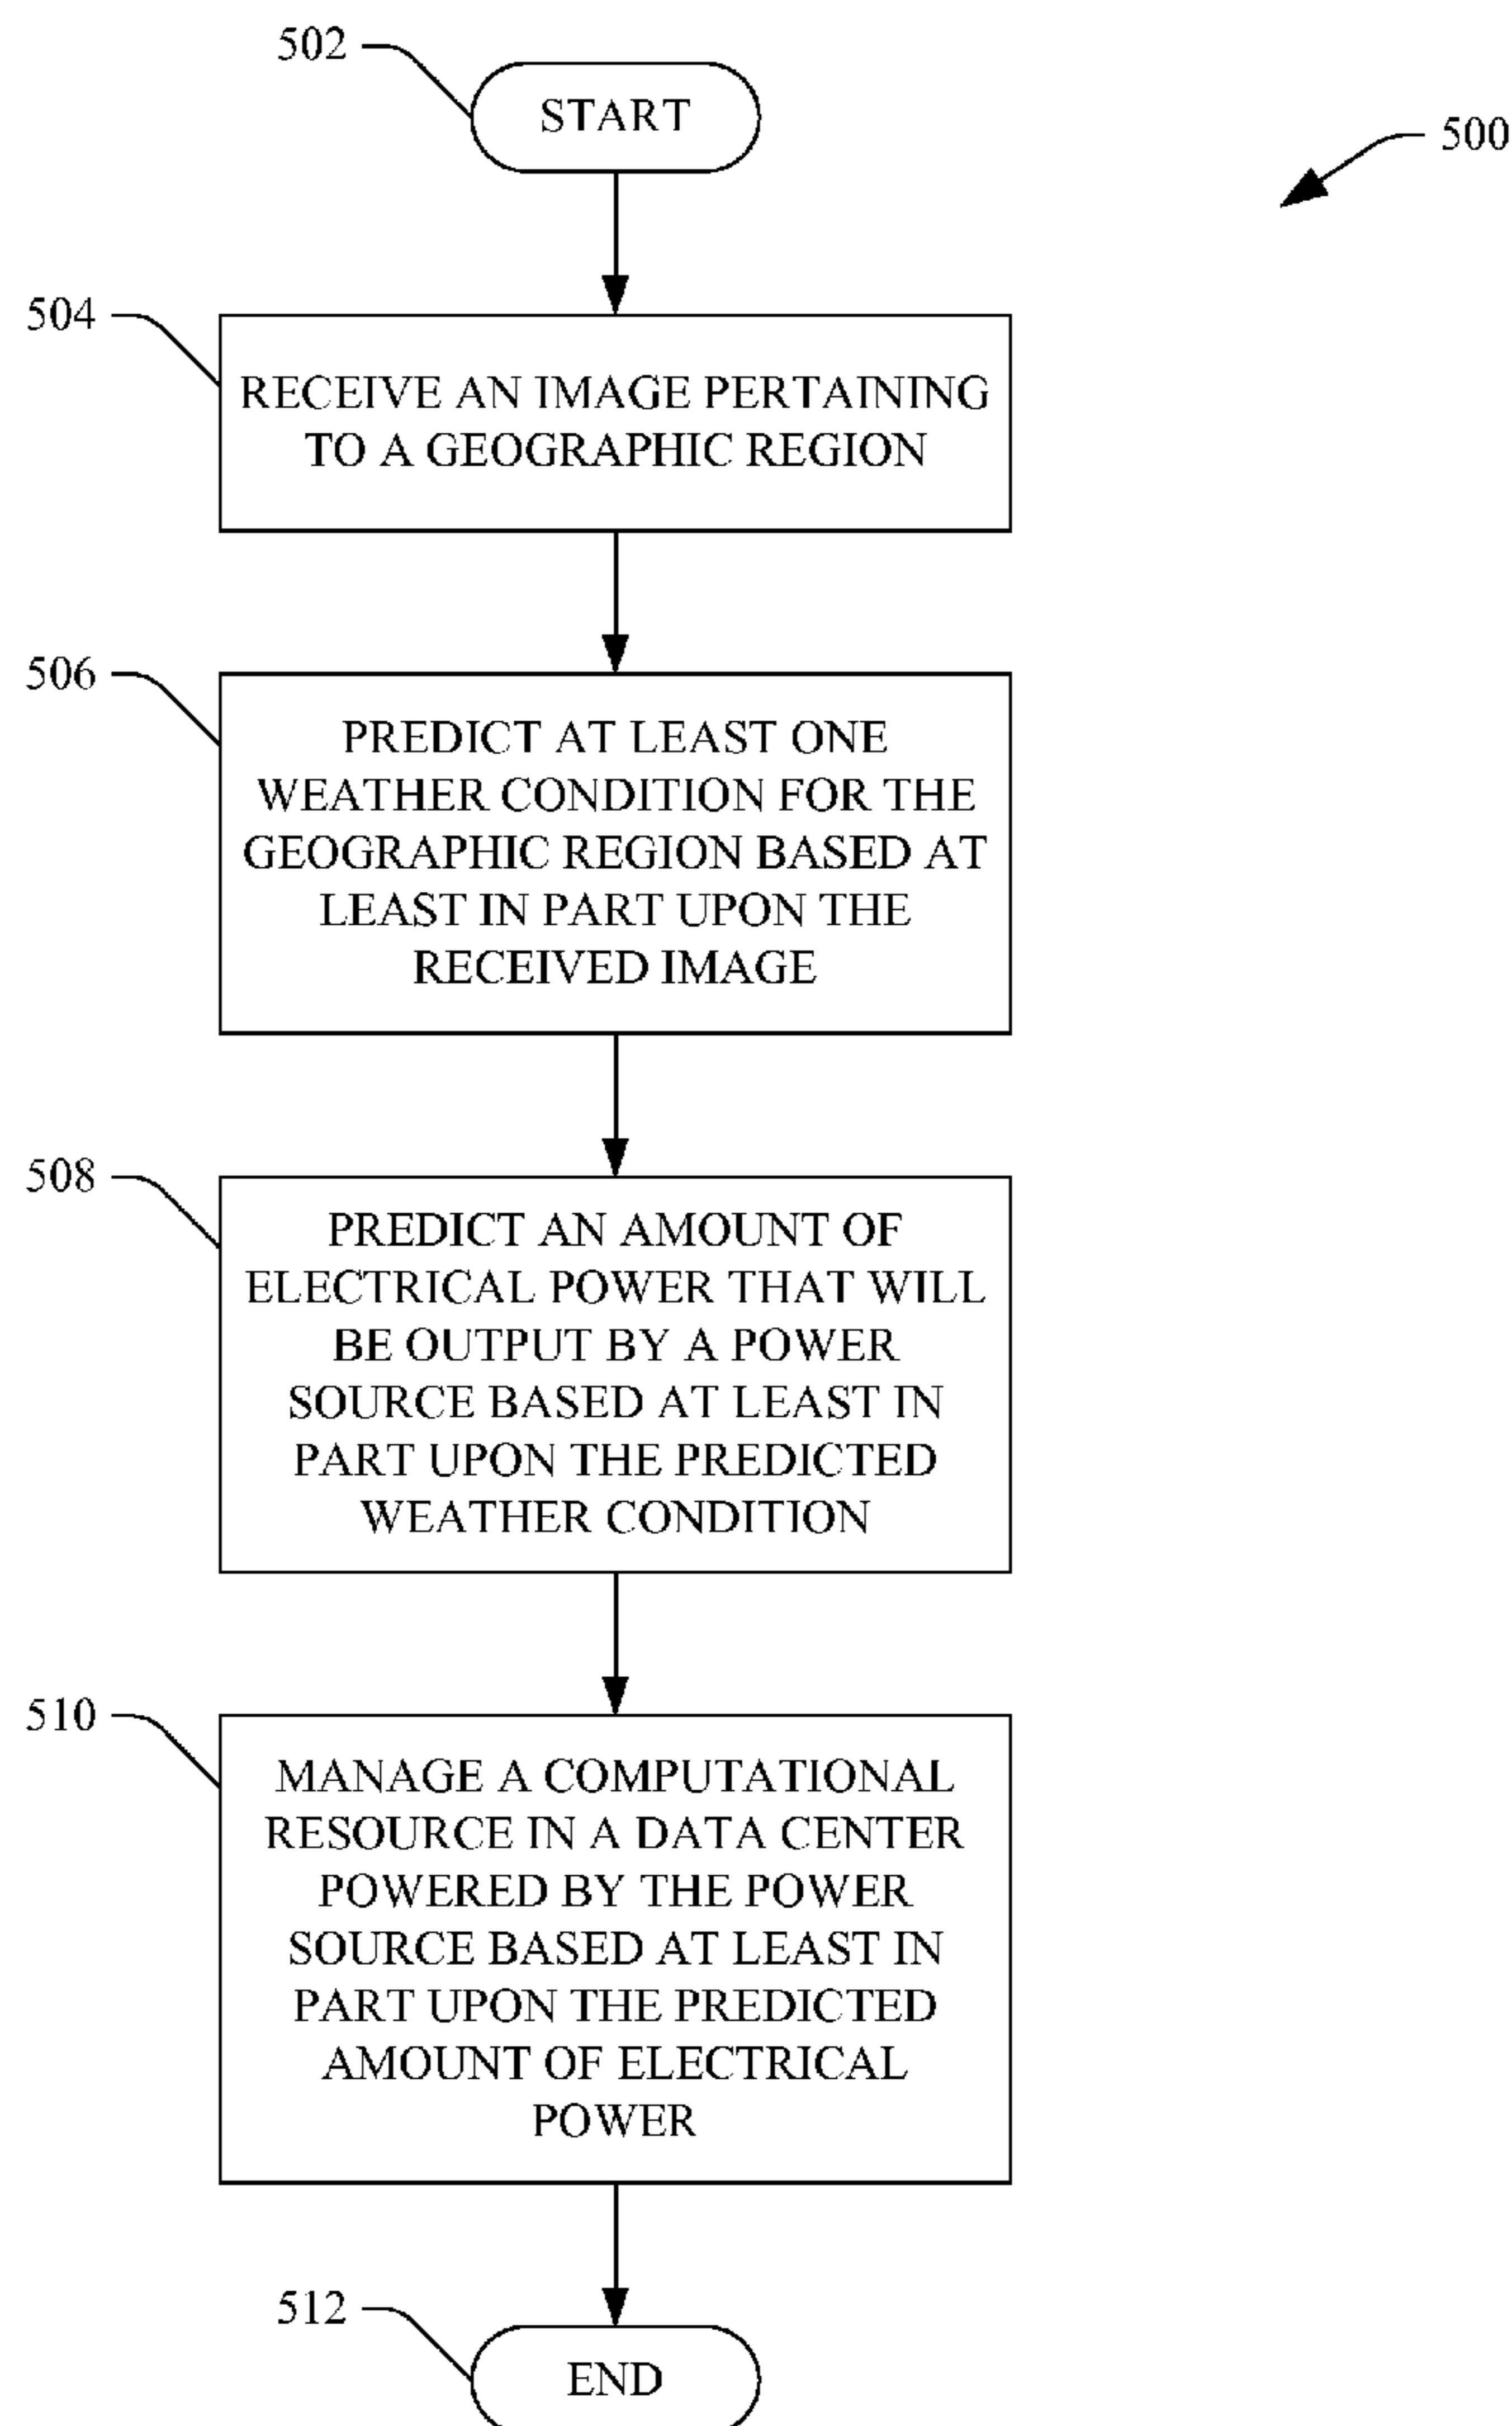 502
START
500
504
RECEIVE AN IMAGE PERTAINING
TO A GEOGRAPHIC REGION
506
PREDICT AT LEAST ONE
WEATHER CONDITION FOR THE
GEOGRAPHIC REGION BASED AT
LEAST IN PART UPON THE
RECEIVED IMAGE
508
PREDICT AN AMOUNT OF
ELECTRICAL POWER THAT WILL
BE OUTPUT BY A POWER
SOURCE BASED AT LEAST IN
PART UPON THE PREDICTED
WEATHER CONDITION
510
MANAGE A COMPUTATIONAL
RESOURCE IN A DATA CENTER
POWERED BY THE POWER
SOURCE BASED AT LEAST IN
PART UPON THE PREDICTED
AMOUNT OF ELECTRICAL
POWER
512
END